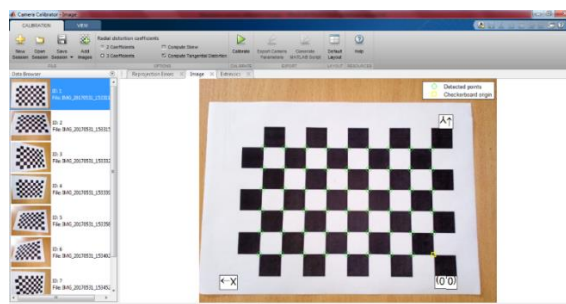 Camera Calibrator - Image
CALIBRATION
VIEW
New Session
Open Session
Save Session
Add Images
Radial distortion coefficients
2 Coefficients
3 Coefficients
Compute Skew
Compute Tangential Distortion
Calibrate
Export Camera Parameters
Generate MATLAB Script
Default Layout
Help
FILE
OPTIONS
CALIBRATE
EXPORT
LAYOUT
RESOURCES
Data Browser
Reprojection Errors
Image
Extrinsics
Detected points
Checkerboard origin
ID: 1
ID: 2
ID: 3
ID: 4
ID: 5
ID: 6
ID: 7
Y→
←X
(0,0)